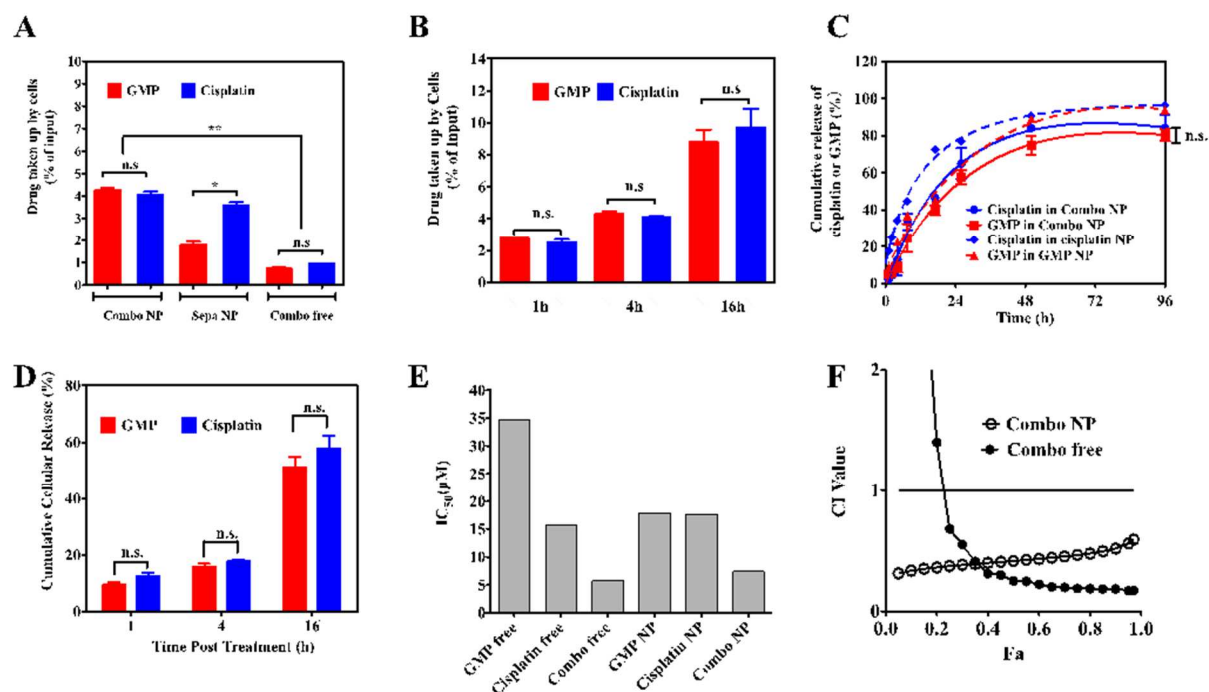 A
Drug taken up by cells
(% of input)
10
9
8
7
6
5
4
3
2
1
0
GMP
Cisplatin
**
n.s
*
n.s
Combo NP
Sepa NP
Combo free
B
Drug taken up by Cells
(% of Input)
14
12
10
8
6
4
2
0
GMP
Cisplatin
n.s.
n.s
n.s
1h
4h
16h
C
Cumulative release of
cisplatin or GMP (%)
120
100
80
60
40
20
0
n.s.
Cisplatin in Combo NP
GMP in Combo NP
Cisplatin in cisplatin NP
GMP in GMP NP
0
24
48
72
96
Time (h)
D
Cumulative Cellular Release (%)
80
60
40
20
0
GMP
Cisplatin
n.s.
n.s.
n.s.
1
4
16
Time Post Treatment (h)
E
IC50(µM)
40
35
30
25
20
15
10
5
0
GMP free
Cisplatin free
Combo free
GMP NP
Cisplatin NP
Combo NP
F
CI Value
2
1
0
Combo NP
Combo free
0.0
0.2
0.4
0.6
0.8
1.0
Fa